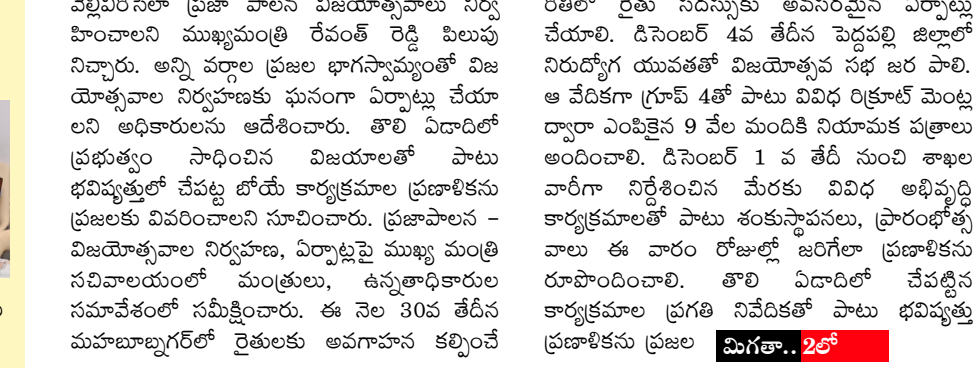 వెల్లివిరిసేలా ప్రజా పాలన విజయోత్సవాలు నిర్వ
హించాలని ముఖ్యమంత్రి రేవంత్ రెడ్డి పిలుపు
నిచ్చారు. అన్ని వర్గాల ప్రజల భాగస్వామ్యంతో విజ
యోత్సవాల నిర్వహణకు ఘనంగా ఏర్పాట్లు చేయా
లని అధికారులను ఆదేశించారు. తొలి ఏడాదిలో
ప్రభుత్వం సాధించిన విజయాలతో పాటు
భవిష్యత్తులో చేపట్ట బోయే కార్యక్రమాల ప్రణాళికను
ప్రజలకు వివరించాలని సూచించారు. ప్రజాపాలన –
విజయోత్సవాల నిర్వహణ, ఏర్పాట్లపై ముఖ్య మంత్రి
సచివాలయంలో మంత్రులు, ఉన్నతాధికారుల
సమావేశంలో సమీక్షించారు. ఈ నెల 30వ తేదీన
మహబూబ్నగర్‌లో రైతులకు అవగాహన కల్పించే
రీతిలో రైతు సదస్సుకు అవసరమైన ఏర్పాట్లు
చేయాలి. డిసెంబర్ 4వ తేదీన పెద్దపల్లి జిల్లాలో
నిరుద్యోగ యువతతో విజయోత్సవ సభ జర పాలి.
ఆ వేదికగా గ్రూప్ 4తో పాటు వివిధ రిక్రూట్ మెంట్ల
ద్వారా ఎంపికైన 9 వేల మందికి నియామక పత్రాలు
అందించాలి. డిసెంబర్ 1 వ తేదీ నుంచి శాఖల
వారీగా నిర్దేశించిన మేరకు వివిధ అభివృద్ధి
కార్యక్రమాలతో పాటు శంకుస్థాపనలు, ప్రారంభోత్స
వాలు ఈ వారం రోజుల్లో జరిగేలా ప్రణాళికను
రూపొందించాలి. తొలి ఏడాదిలో చేపట్టిన
కార్యక్రమాల ప్రగతి నివేదికతో పాటు భవిష్యత్తు
ప్రణాళికను ప్రజల మిగతా.. 2లో